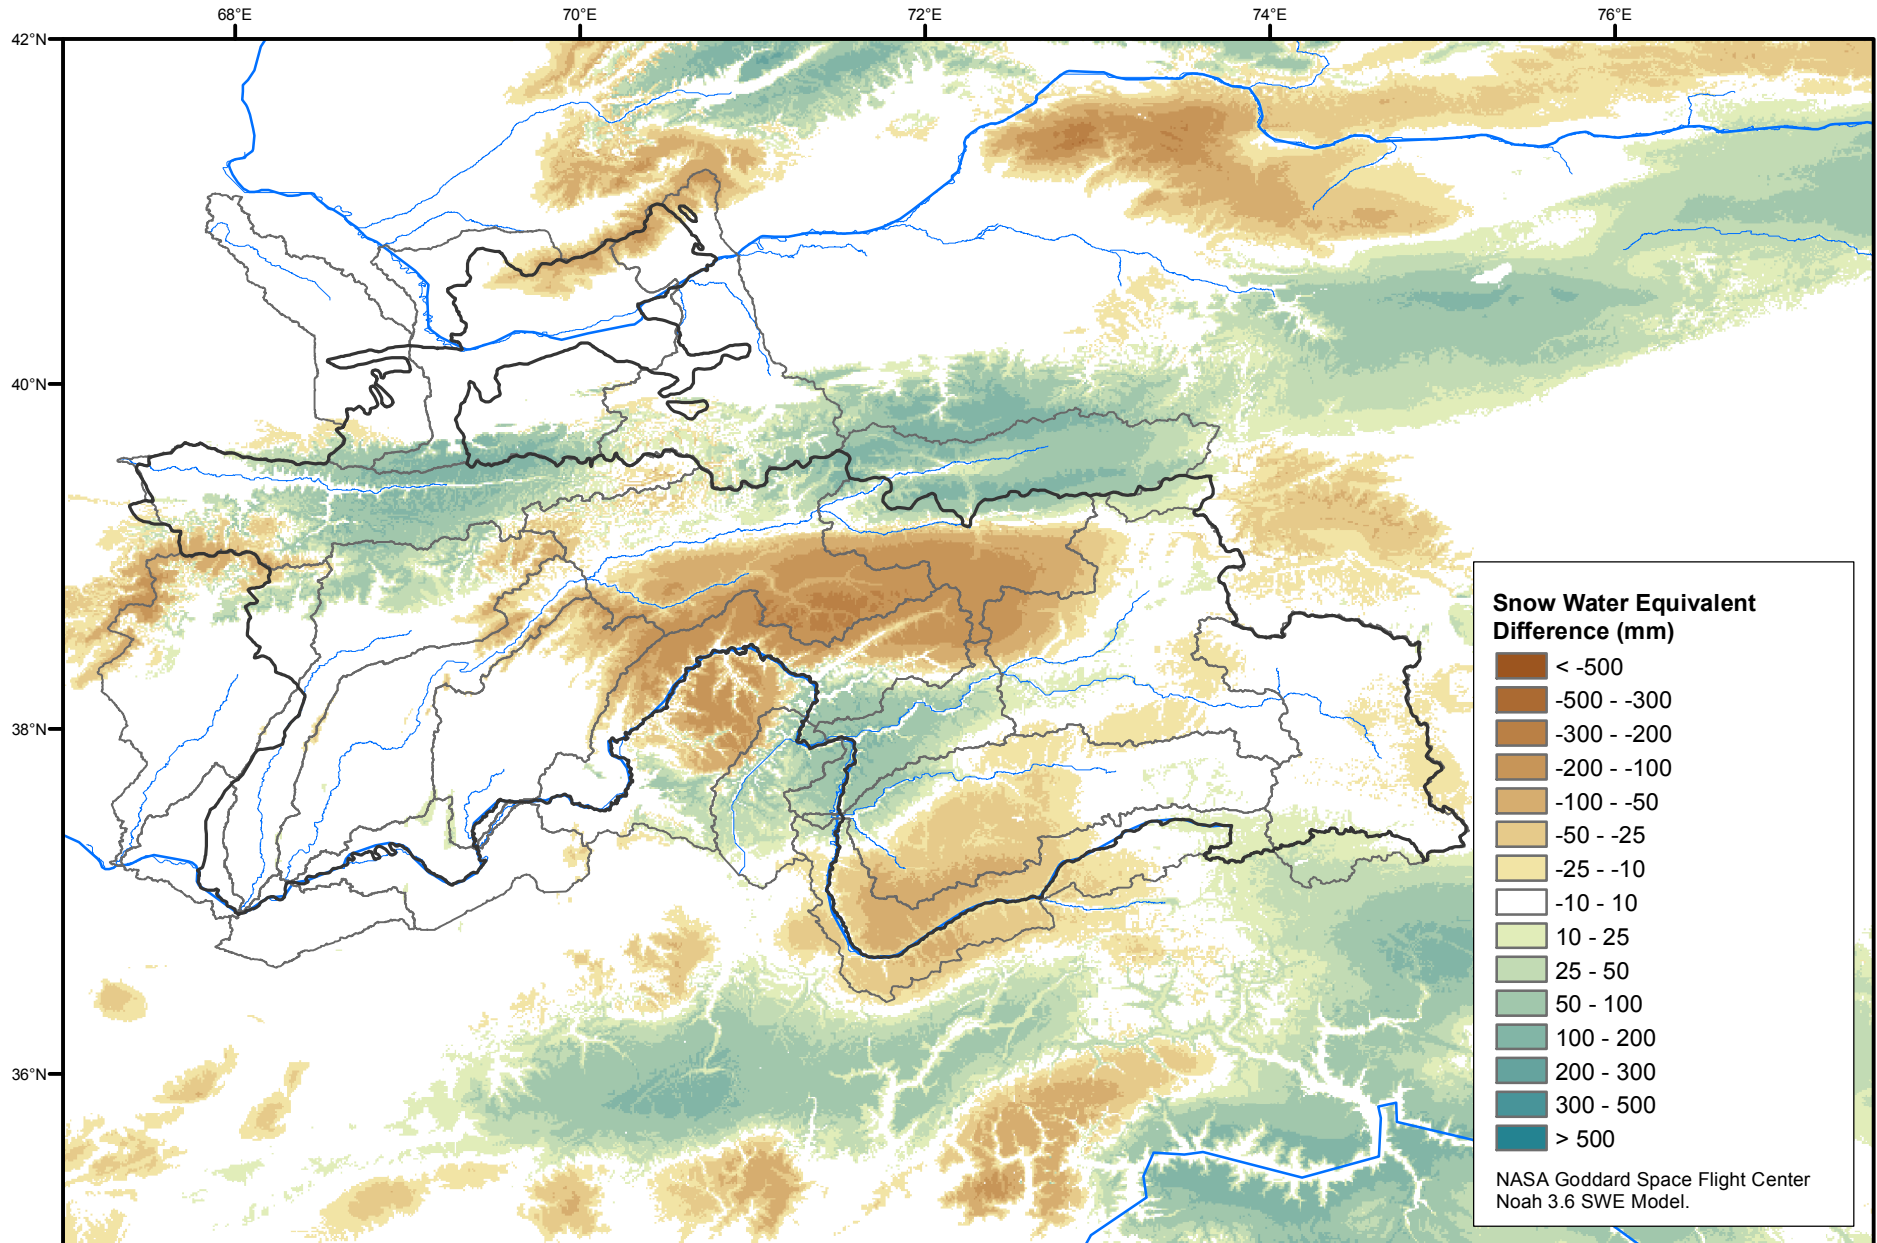 68°E
70°E
72°E
74°E
76°E
42°N
40°N
38°N
36°N
Snow Water Equivalent
Difference (mm)
< -500
-500 - -300
-300 - -200
-200 - -100
-100 - -50
-50 - -25
-25 - -10
-10 - 10
10 - 25
25 - 50
50 - 100
100 - 200
200 - 300
300 - 500
> 500
NASA Goddard Space Flight Center
Noah 3.6 SWE Model.